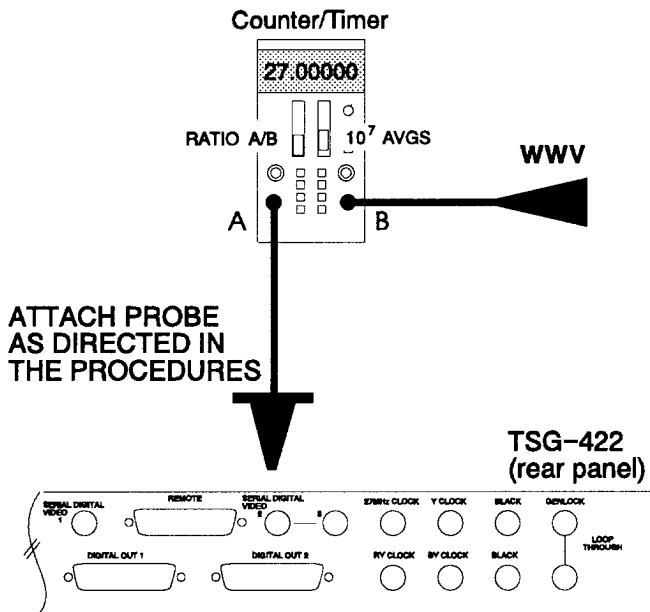 Counter/Timer
27.00000
RATIO A/B
10⁷ AVGS
WWV
A
B
ATTACH PROBE
AS DIRECTED IN
THE PROCEDURES
TSG-422
(rear panel)
SERIAL DIGITAL
VIDEO
1
REMOTE
SERIAL DIGITAL
VIDEO
2
3
27MHz CLOCK
Y CLOCK
BLACK
GENLOCK
LOOP
THROUGH
DIGITAL OUT 1
DIGITAL OUT 2
RY CLOCK
BY CLOCK
BLACK